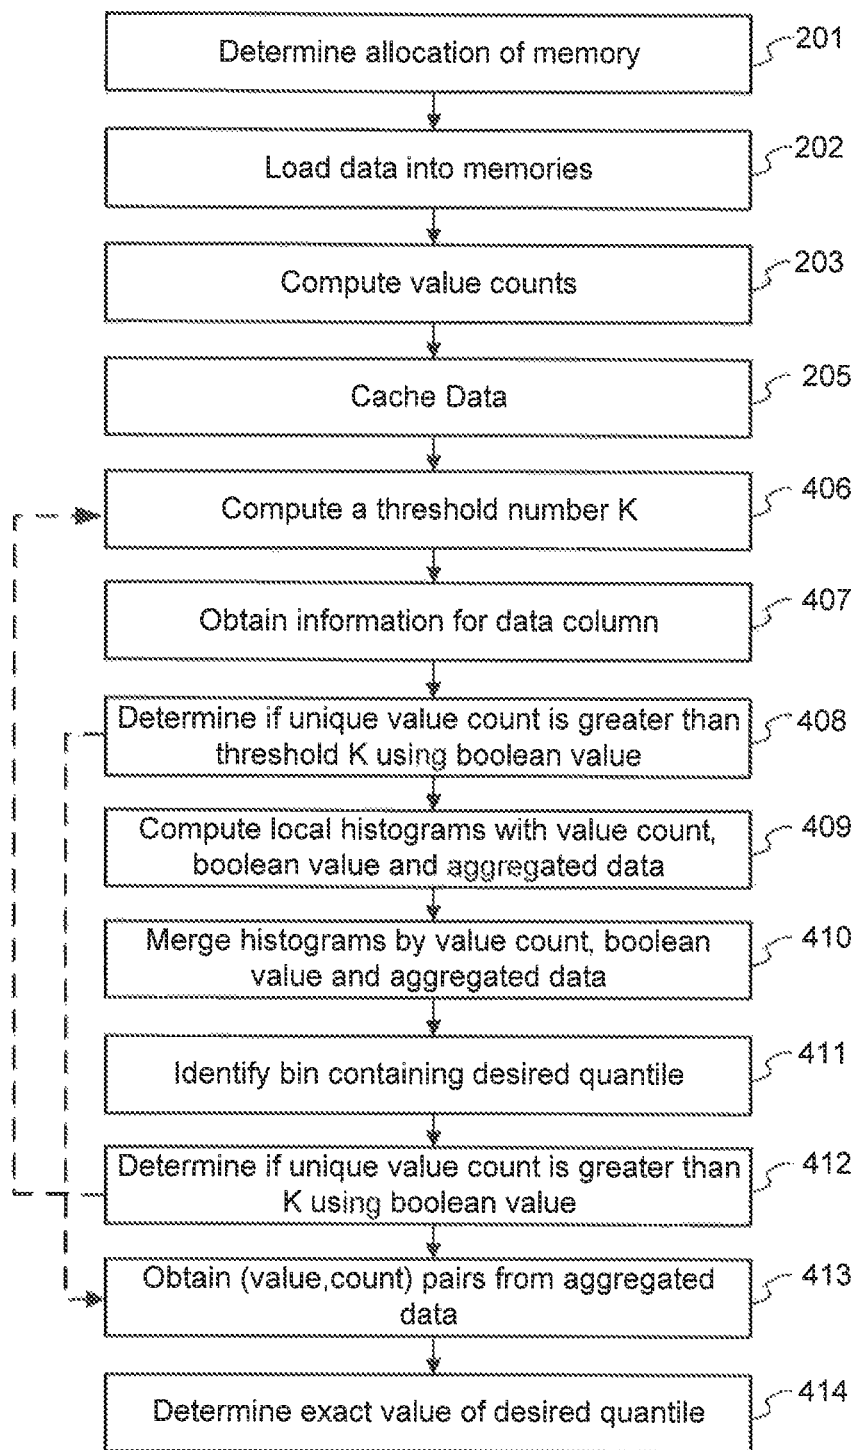 Determine allocation of memory
201
Load data into memories
202
Compute value counts
203
Cache Data
205
Compute a threshold number K
406
Obtain information for data column
407
Determine if unique value count is greater than
threshold K using boolean value
408
Compute local histograms with value count,
boolean value and aggregated data
409
Merge histograms by value count, boolean
value and aggregated data
410
Identify bin containing desired quantile
411
Determine if unique value count is greater than
K using boolean value
412
Obtain (value,count) pairs from aggregated
data
413
Determine exact value of desired quantile
414